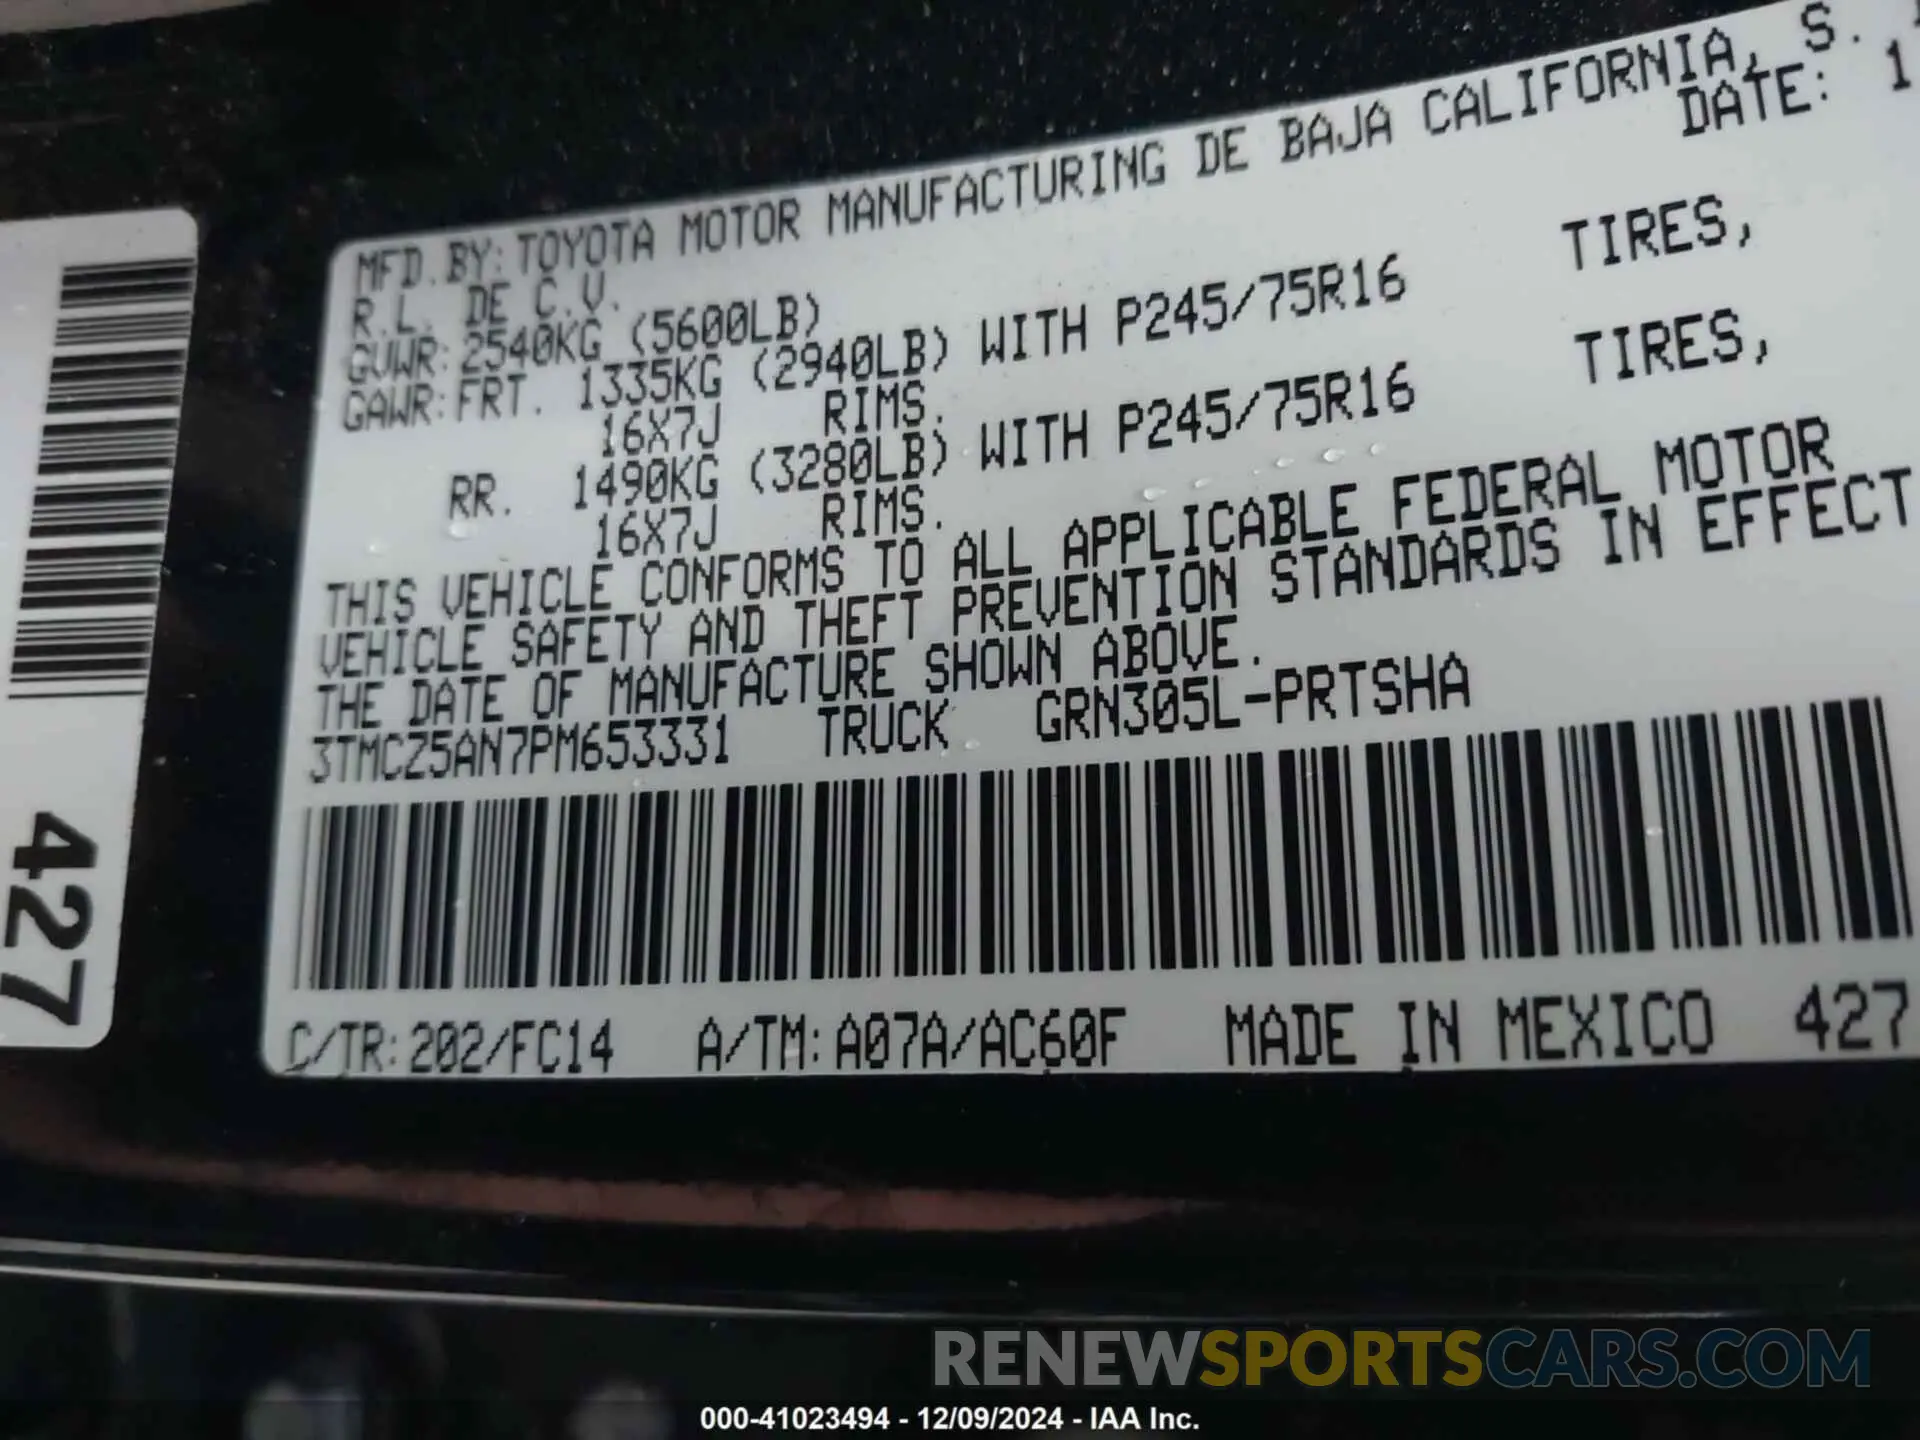 MFD.BY: TOYOTA MOTOR MANUFACTURING DE BAJA CALIFORNIA, S.
R.L. DE C.V. DATE: 1
GVWR: 2540KG (5600LB)
GAWR: FRT. 1335KG (2940LB) WITH P245/75R16 TIRES,
16X7J RIMS.
RR. 1490KG (3280LB) WITH P245/75R16 TIRES,
16X7J RIMS.
THIS VEHICLE CONFORMS TO ALL APPLICABLE FEDERAL MOTOR
VEHICLE SAFETY AND THEFT PREVENTION STANDARDS IN EFFECT
THE DATE OF MANUFACTURE SHOWN ABOVE.
3TMCZ5AN7PM653331 TRUCK GRN305L-PRTSHA
C/TR: 202/FC14 A/TM: A07A/AC60F MADE IN MEXICO 427
427
RENEWSPORTSCARS.COM
000-41023494 - 12/09/2024 - IAA Inc.